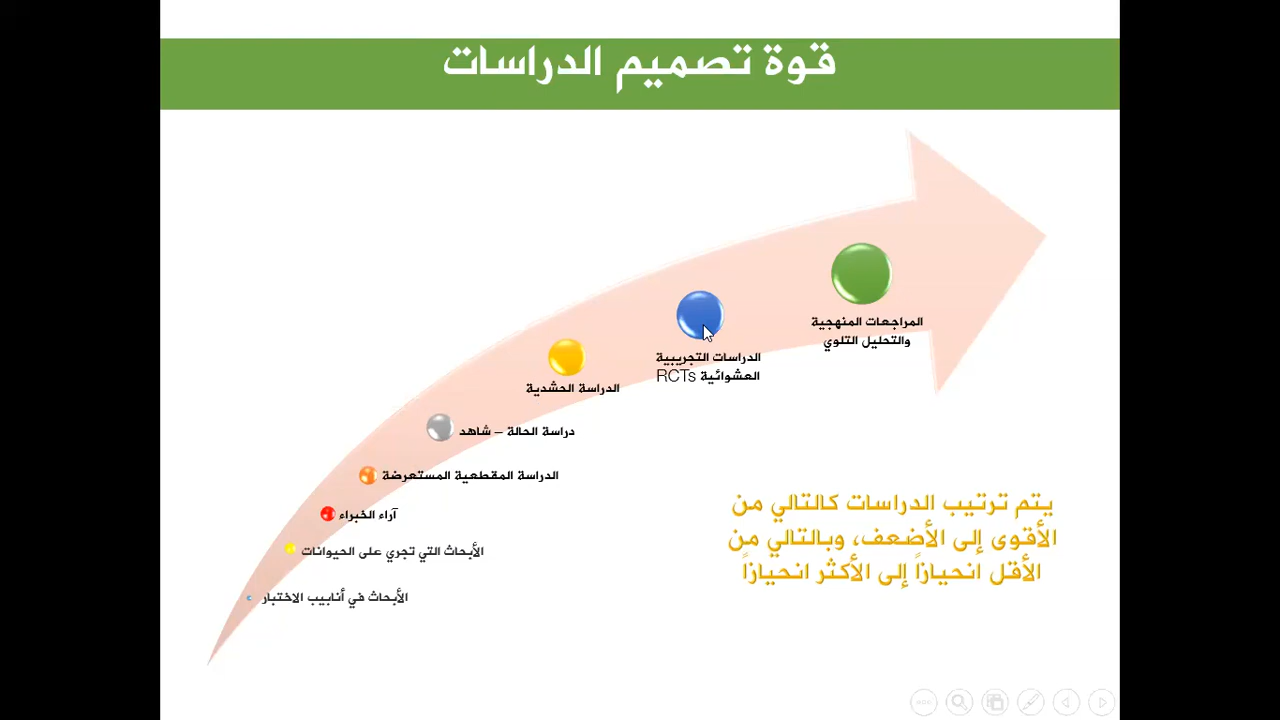 قوة تصميم الدراسات
المراجعات المنهجية
والتحليل التلوي
الدراسات التجريبية
العشوائية RCTs
الدراسة الحشدية
دراسة الحالة – شاهد
الدراسة المقطعية المستعرضة
آراء الخبراء
الأبحاث التي تجري على الحيوانات
الأبحاث في أنابيب الاختبار
يتم ترتيب الدراسات كالتالي من
الأقوى إلى الأضعف، وبالتالي من
الأقل انحيازاً إلى الأكثر انحيازاً